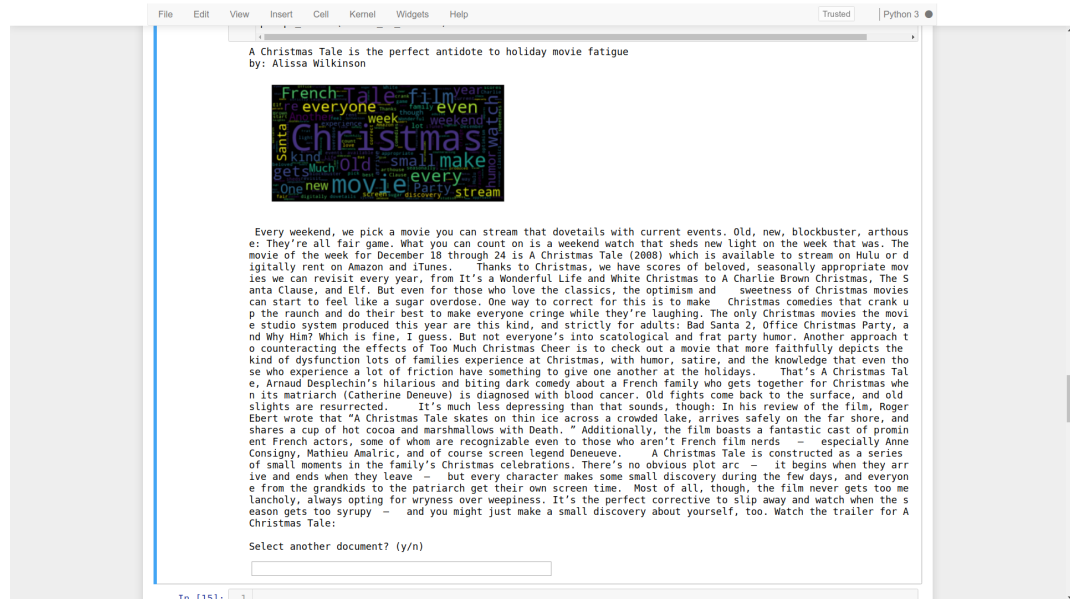 File Edit View Insert Cell Kernel Widgets Help Trusted Python 3
A Christmas Tale is the perfect antidote to holiday movie fatigue
by: Alissa Wilkinson
French Tale film year
re everyone family even
Another week weekend
Christmas
Santa watch humor
kind Old small make
gets Much every
One new movie Party stream
screen discovery
Every weekend, we pick a movie you can stream that dovetails with current events. Old, new, blockbuster, arthous
e: They’re all fair game. What you can count on is a weekend watch that sheds new light on the week that was. The
movie of the week for December 18 through 24 is A Christmas Tale (2008) which is available to stream on Hulu or d
igitally rent on Amazon and iTunes. Thanks to Christmas, we have scores of beloved, seasonally appropriate mov
ies we can revisit every year, from It’s a Wonderful Life and White Christmas to A Charlie Brown Christmas, The S
anta Clause, and Elf. But even for those who love the classics, the optimism and sweetness of Christmas movies
can start to feel like a sugar overdose. One way to correct for this is to make Christmas comedies that crank u
p the raunch and do their best to make everyone cringe while they’re laughing. The only Christmas movies the movi
e studio system produced this year are this kind, and strictly for adults: Bad Santa 2, Office Christmas Party, a
nd Why Him? Which is fine, I guess. But not everyone’s into scatological and frat party humor. Another approach t
o counteracting the effects of Too Much Christmas Cheer is to check out a movie that more faithfully depicts the
kind of dysfunction lots of families experience at Christmas, with humor, satire, and the knowledge that even tho
se who experience a lot of friction have something to give one another at the holidays. That’s A Christmas Tal
e, Arnaud Desplechin’s hilarious and biting dark comedy about a French family who gets together for Christmas whe
n its matriarch (Catherine Deneuve) is diagnosed with blood cancer. Old fights come back to the surface, and old
slights are resurrected. It’s much less depressing than that sounds, though: In his review of the film, Roger
Ebert wrote that “A Christmas Tale skates on thin ice across a crowded lake, arrives safely on the far shore, and
shares a cup of hot cocoa and marshmallows with Death. ” Additionally, the film boasts a fantastic cast of promin
ent French actors, some of whom are recognizable even to those who aren’t French film nerds — especially Anne
Consigny, Mathieu Amalric, and of course screen legend Deneueve. A Christmas Tale is constructed as a series
of small moments in the family’s Christmas celebrations. There’s no obvious plot arc — it begins when they arr
ive and ends when they leave — but every character makes some small discovery during the few days, and everyon
e from the grandkids to the patriarch get their own screen time. Most of all, though, the film never gets too me
lancholy, always opting for wryness over weepiness. It’s the perfect corrective to slip away and watch when the s
eason gets too syrupy — and you might just make a small discovery about yourself, too. Watch the trailer for A
Christmas Tale:
Select another document? (y/n)
In [15]: 1